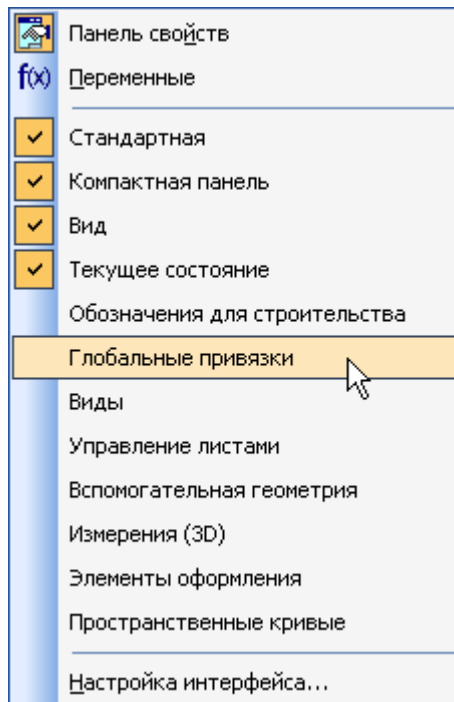 Панель свойств
f(x) Переменные
Стандартная
Компактная панель
Вид
Текущее состояние
Обозначения для строительства
Глобальные привязки
Виды
Управление листами
Вспомогательная геометрия
Измерения (3D)
Элементы оформления
Пространственные кривые
Настройка интерфейса...